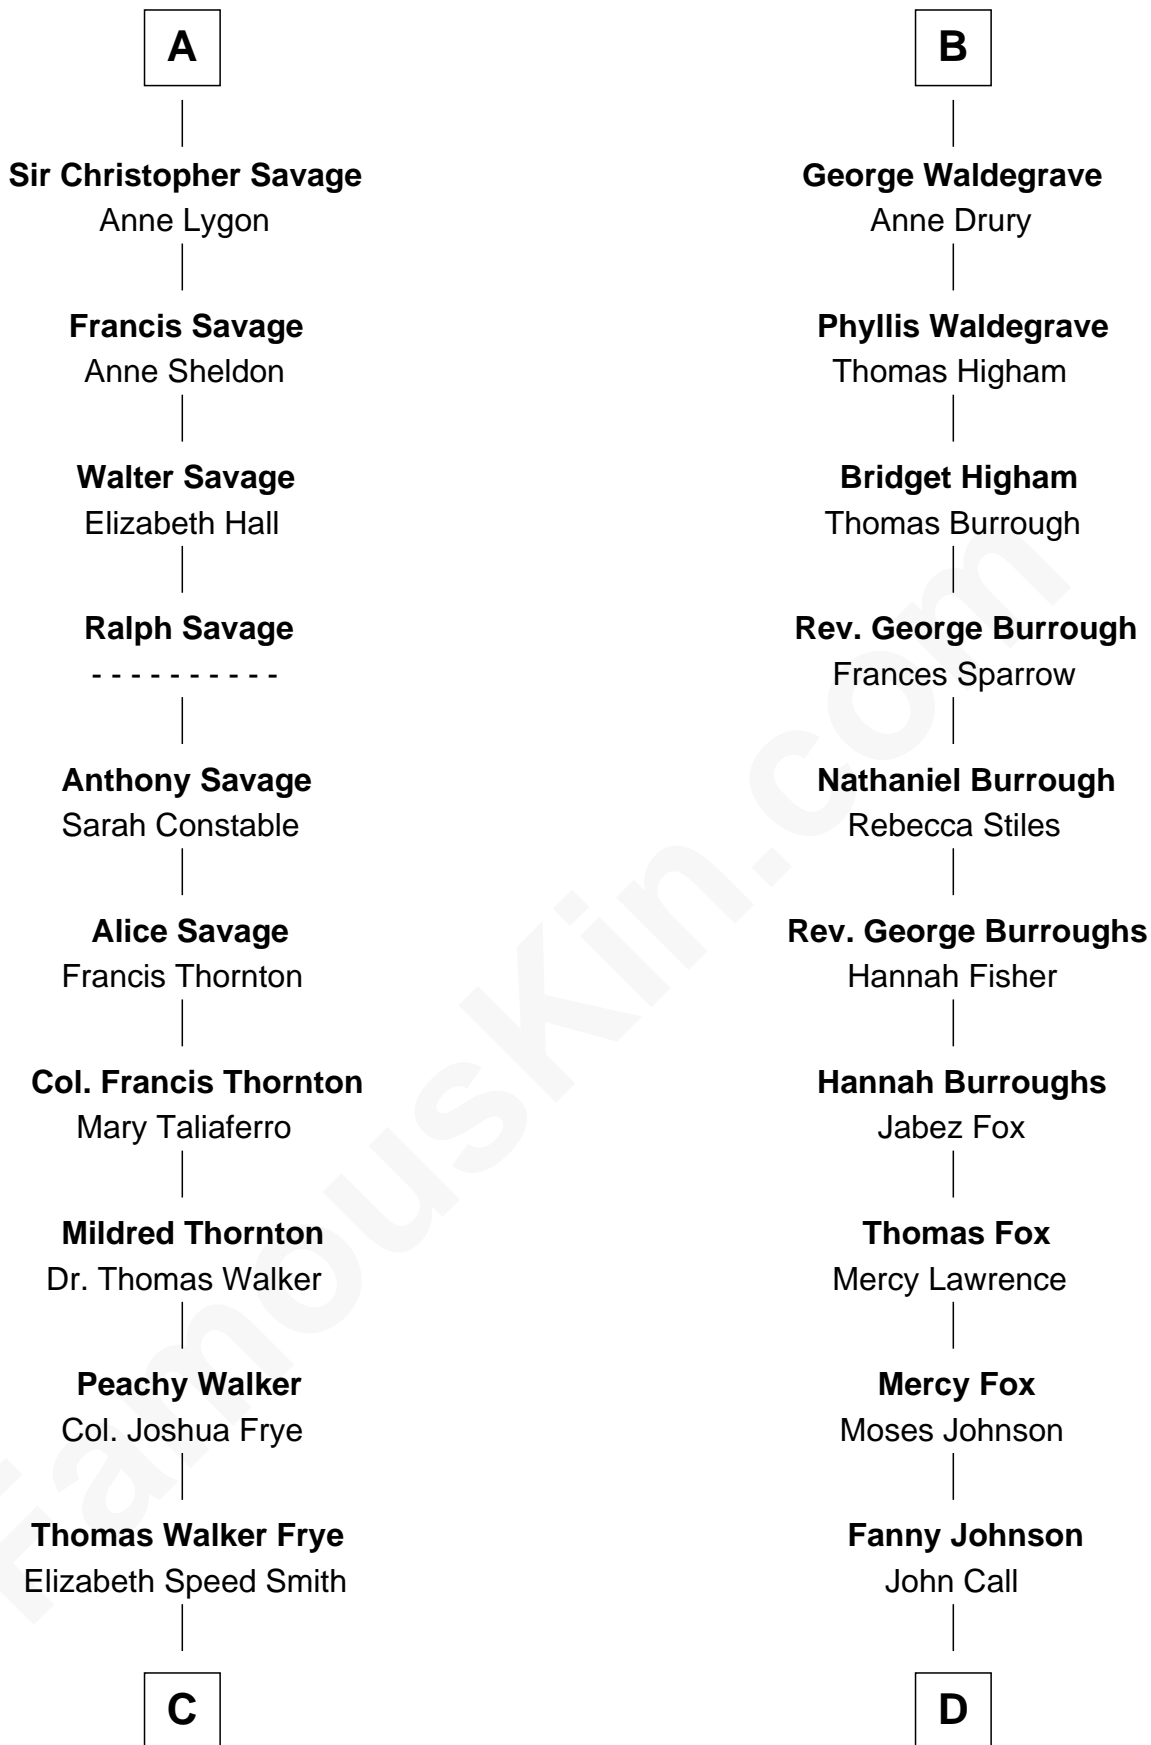 A
Sir Christopher Savage
Anne Lygon
Francis Savage
Anne Sheldon
Walter Savage
Elizabeth Hall
Ralph Savage
- - - - - - - - - -
Anthony Savage
Sarah Constable
Alice Savage
Francis Thornton
Col. Francis Thornton
Mary Taliaferro
Mildred Thornton
Dr. Thomas Walker
Peachy Walker
Col. Joshua Frye
Thomas Walker Frye
Elizabeth Speed Smith
C
B
George Waldegrave
Anne Drury
Phyllis Waldegrave
Thomas Higham
Bridget Higham
Thomas Burrough
Rev. George Burrough
Frances Sparrow
Nathaniel Burrough
Rebecca Stiles
Rev. George Burroughs
Hannah Fisher
Hannah Burroughs
Jabez Fox
Thomas Fox
Mercy Lawrence
Mercy Fox
Moses Johnson
Fanny Johnson
John Call
D
FamousKin.com